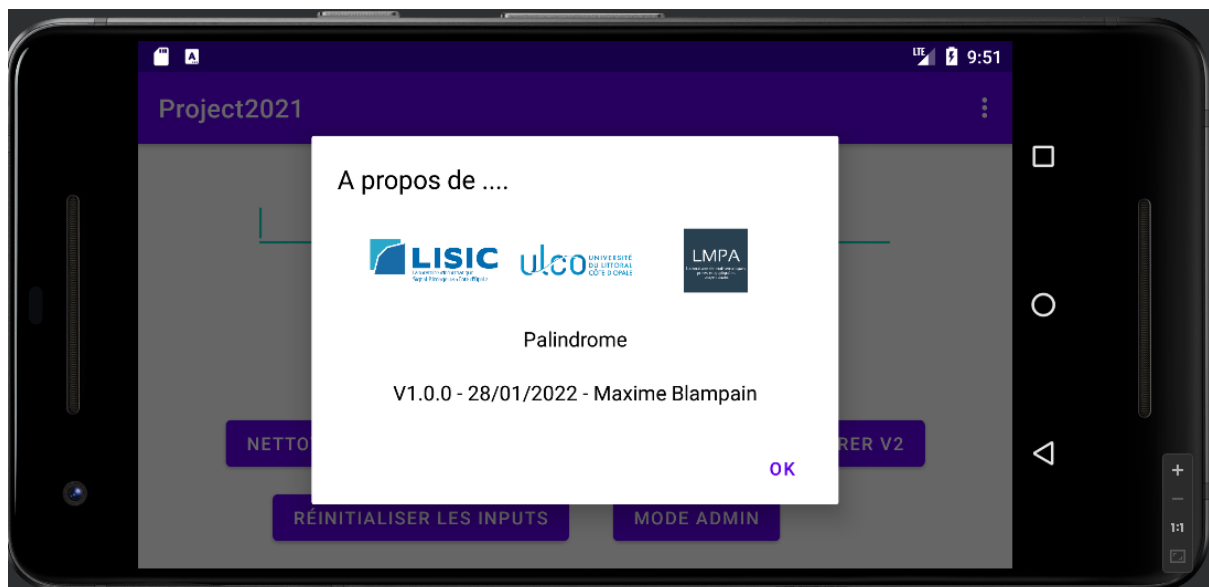 LTE 9:51
Project2021
A propos de ....
LISIC
ulco
UNIVERSITÉ
DU LITTORAL
CÔTE D'OPALE
LMPA
Palindrome
V1.0.0 - 28/01/2022 - Maxime Blampain
OK
NETTO
RER V2
RÉINITIALISER LES INPUTS
MODE ADMIN
1:1